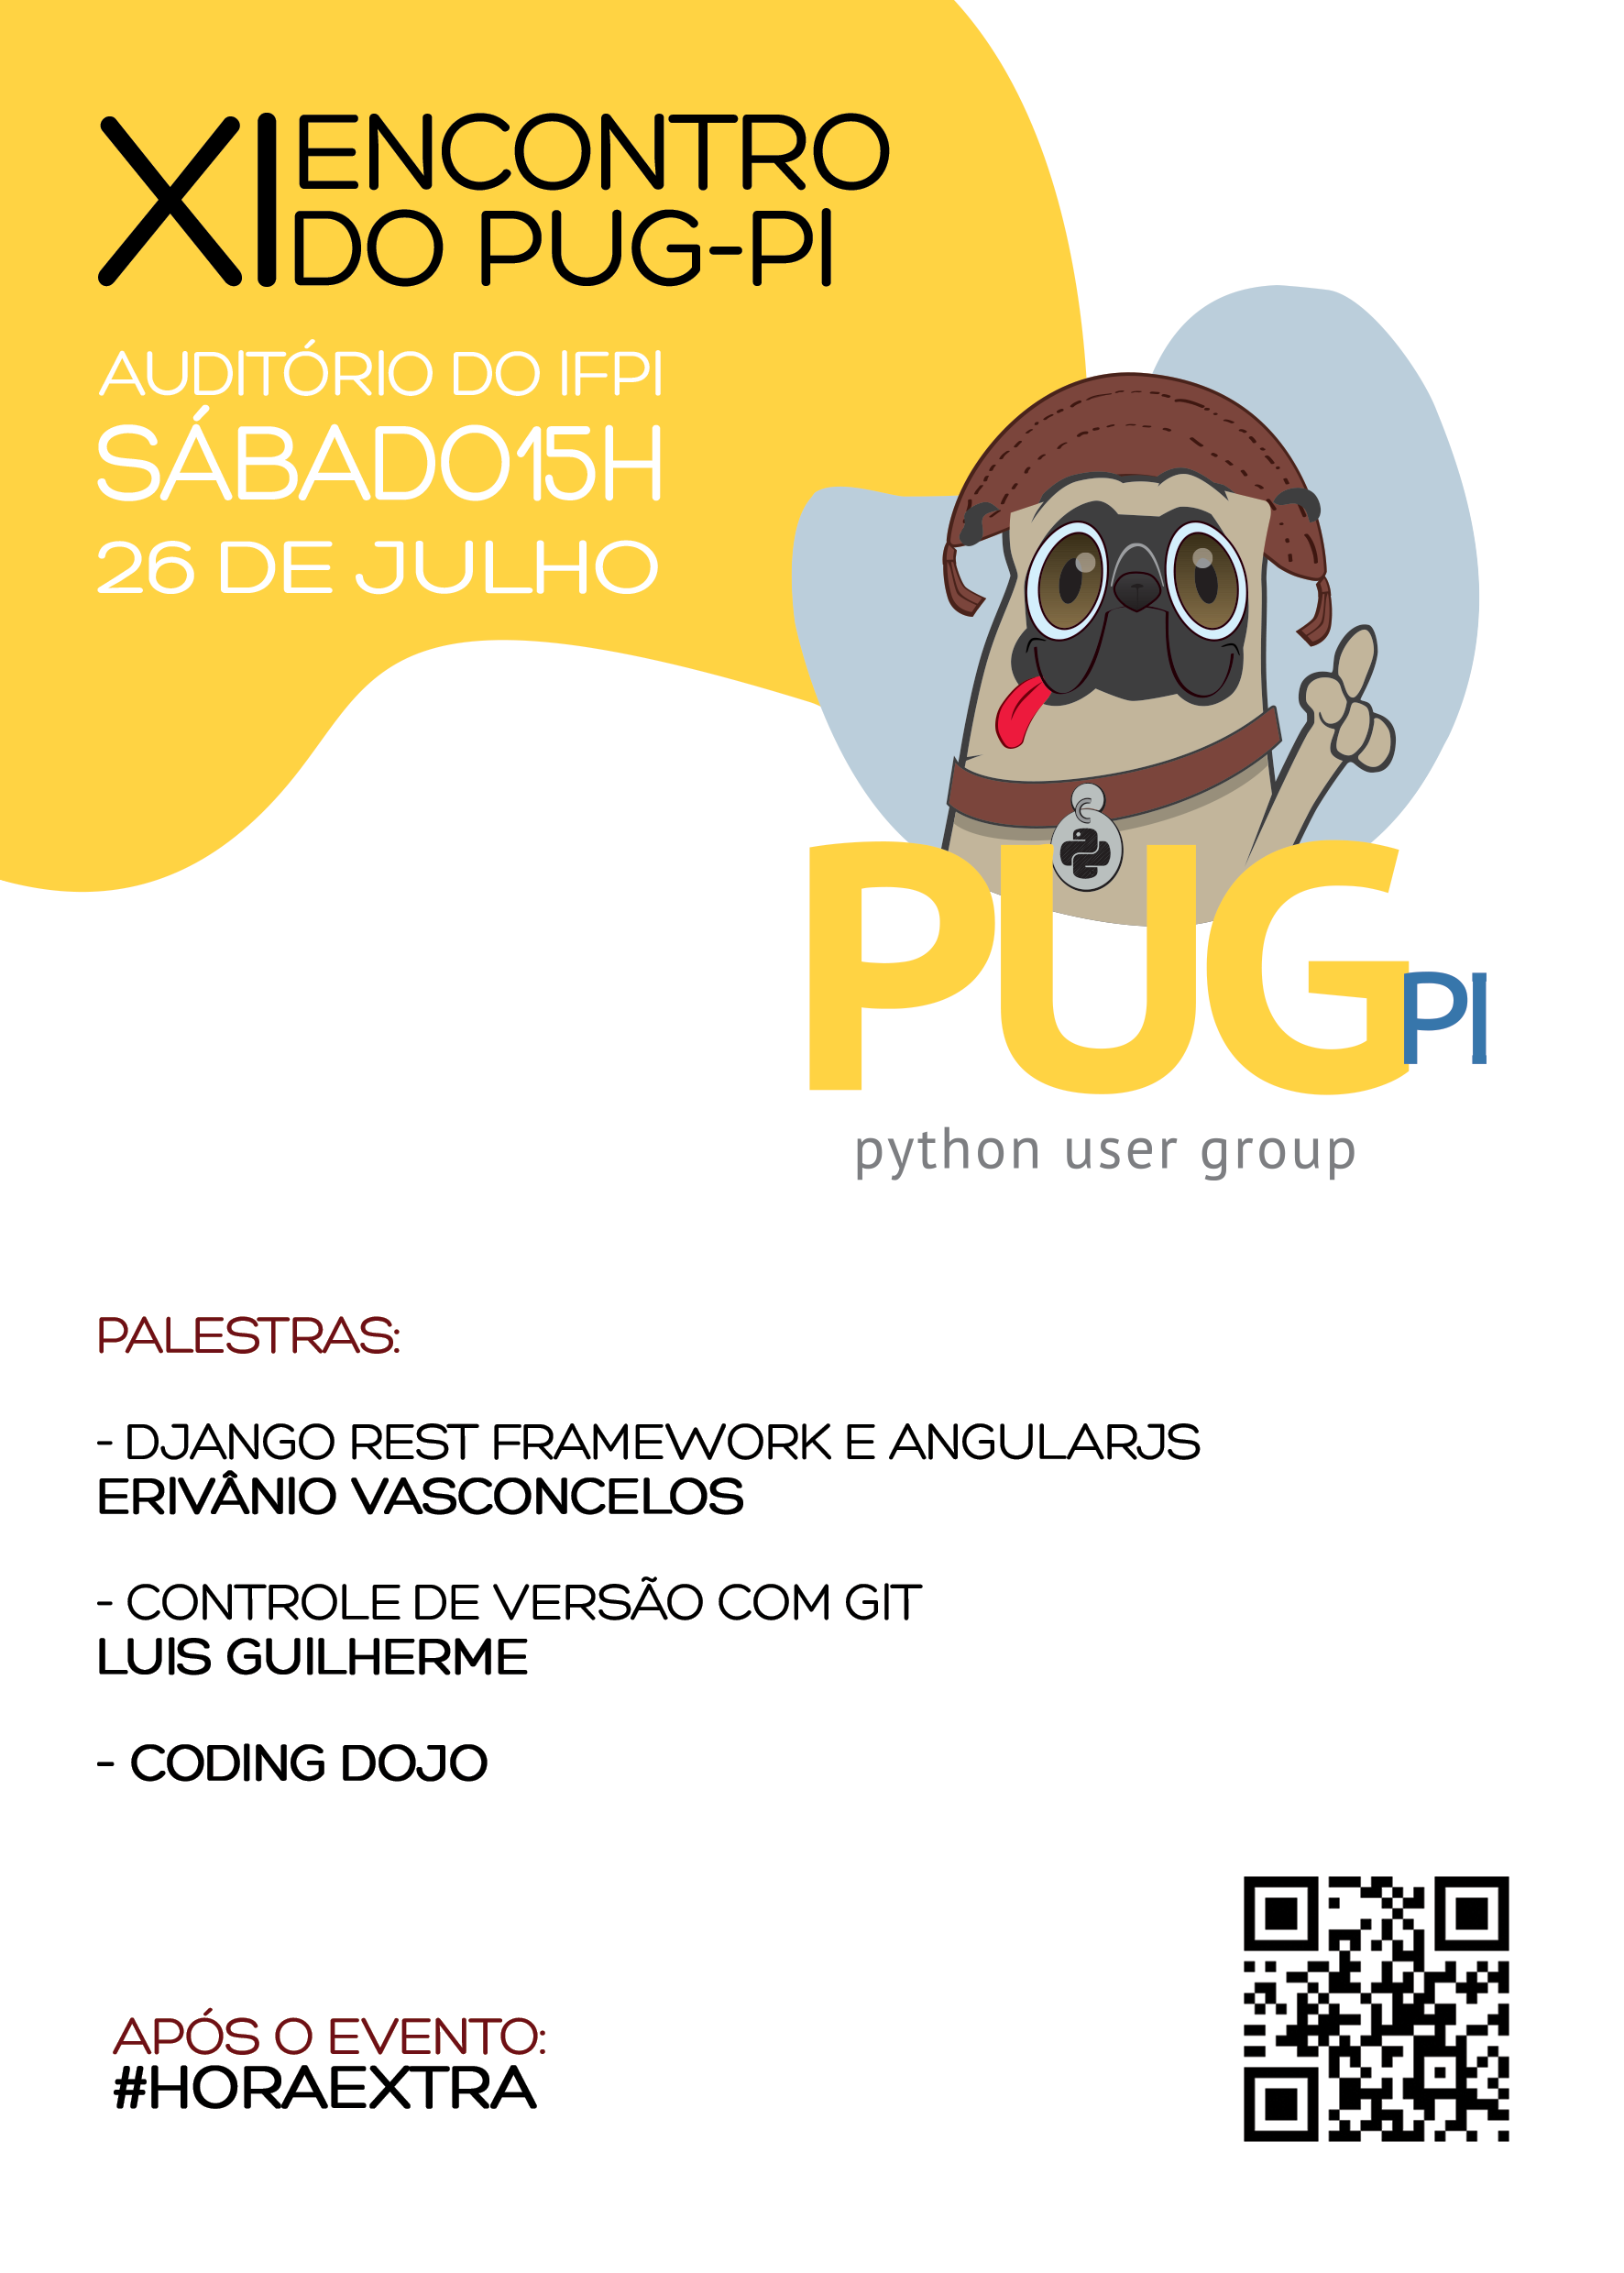 XI ENCONTRO
DO PUG-PI
AUDITÓRIO DO IFPI
SÁBADO 15H
26 DE JULHO
PUG PI
python user group
PALESTRAS:
- DJANGO REST FRAMEWORK E ANGULARJS
ERIVÂNIO VASCONCELOS
- CONTROLE DE VERSÃO COM GIT
LUIS GUILHERME
- CODING DOJO
APÓS O EVENTO:
#HORAEXTRA